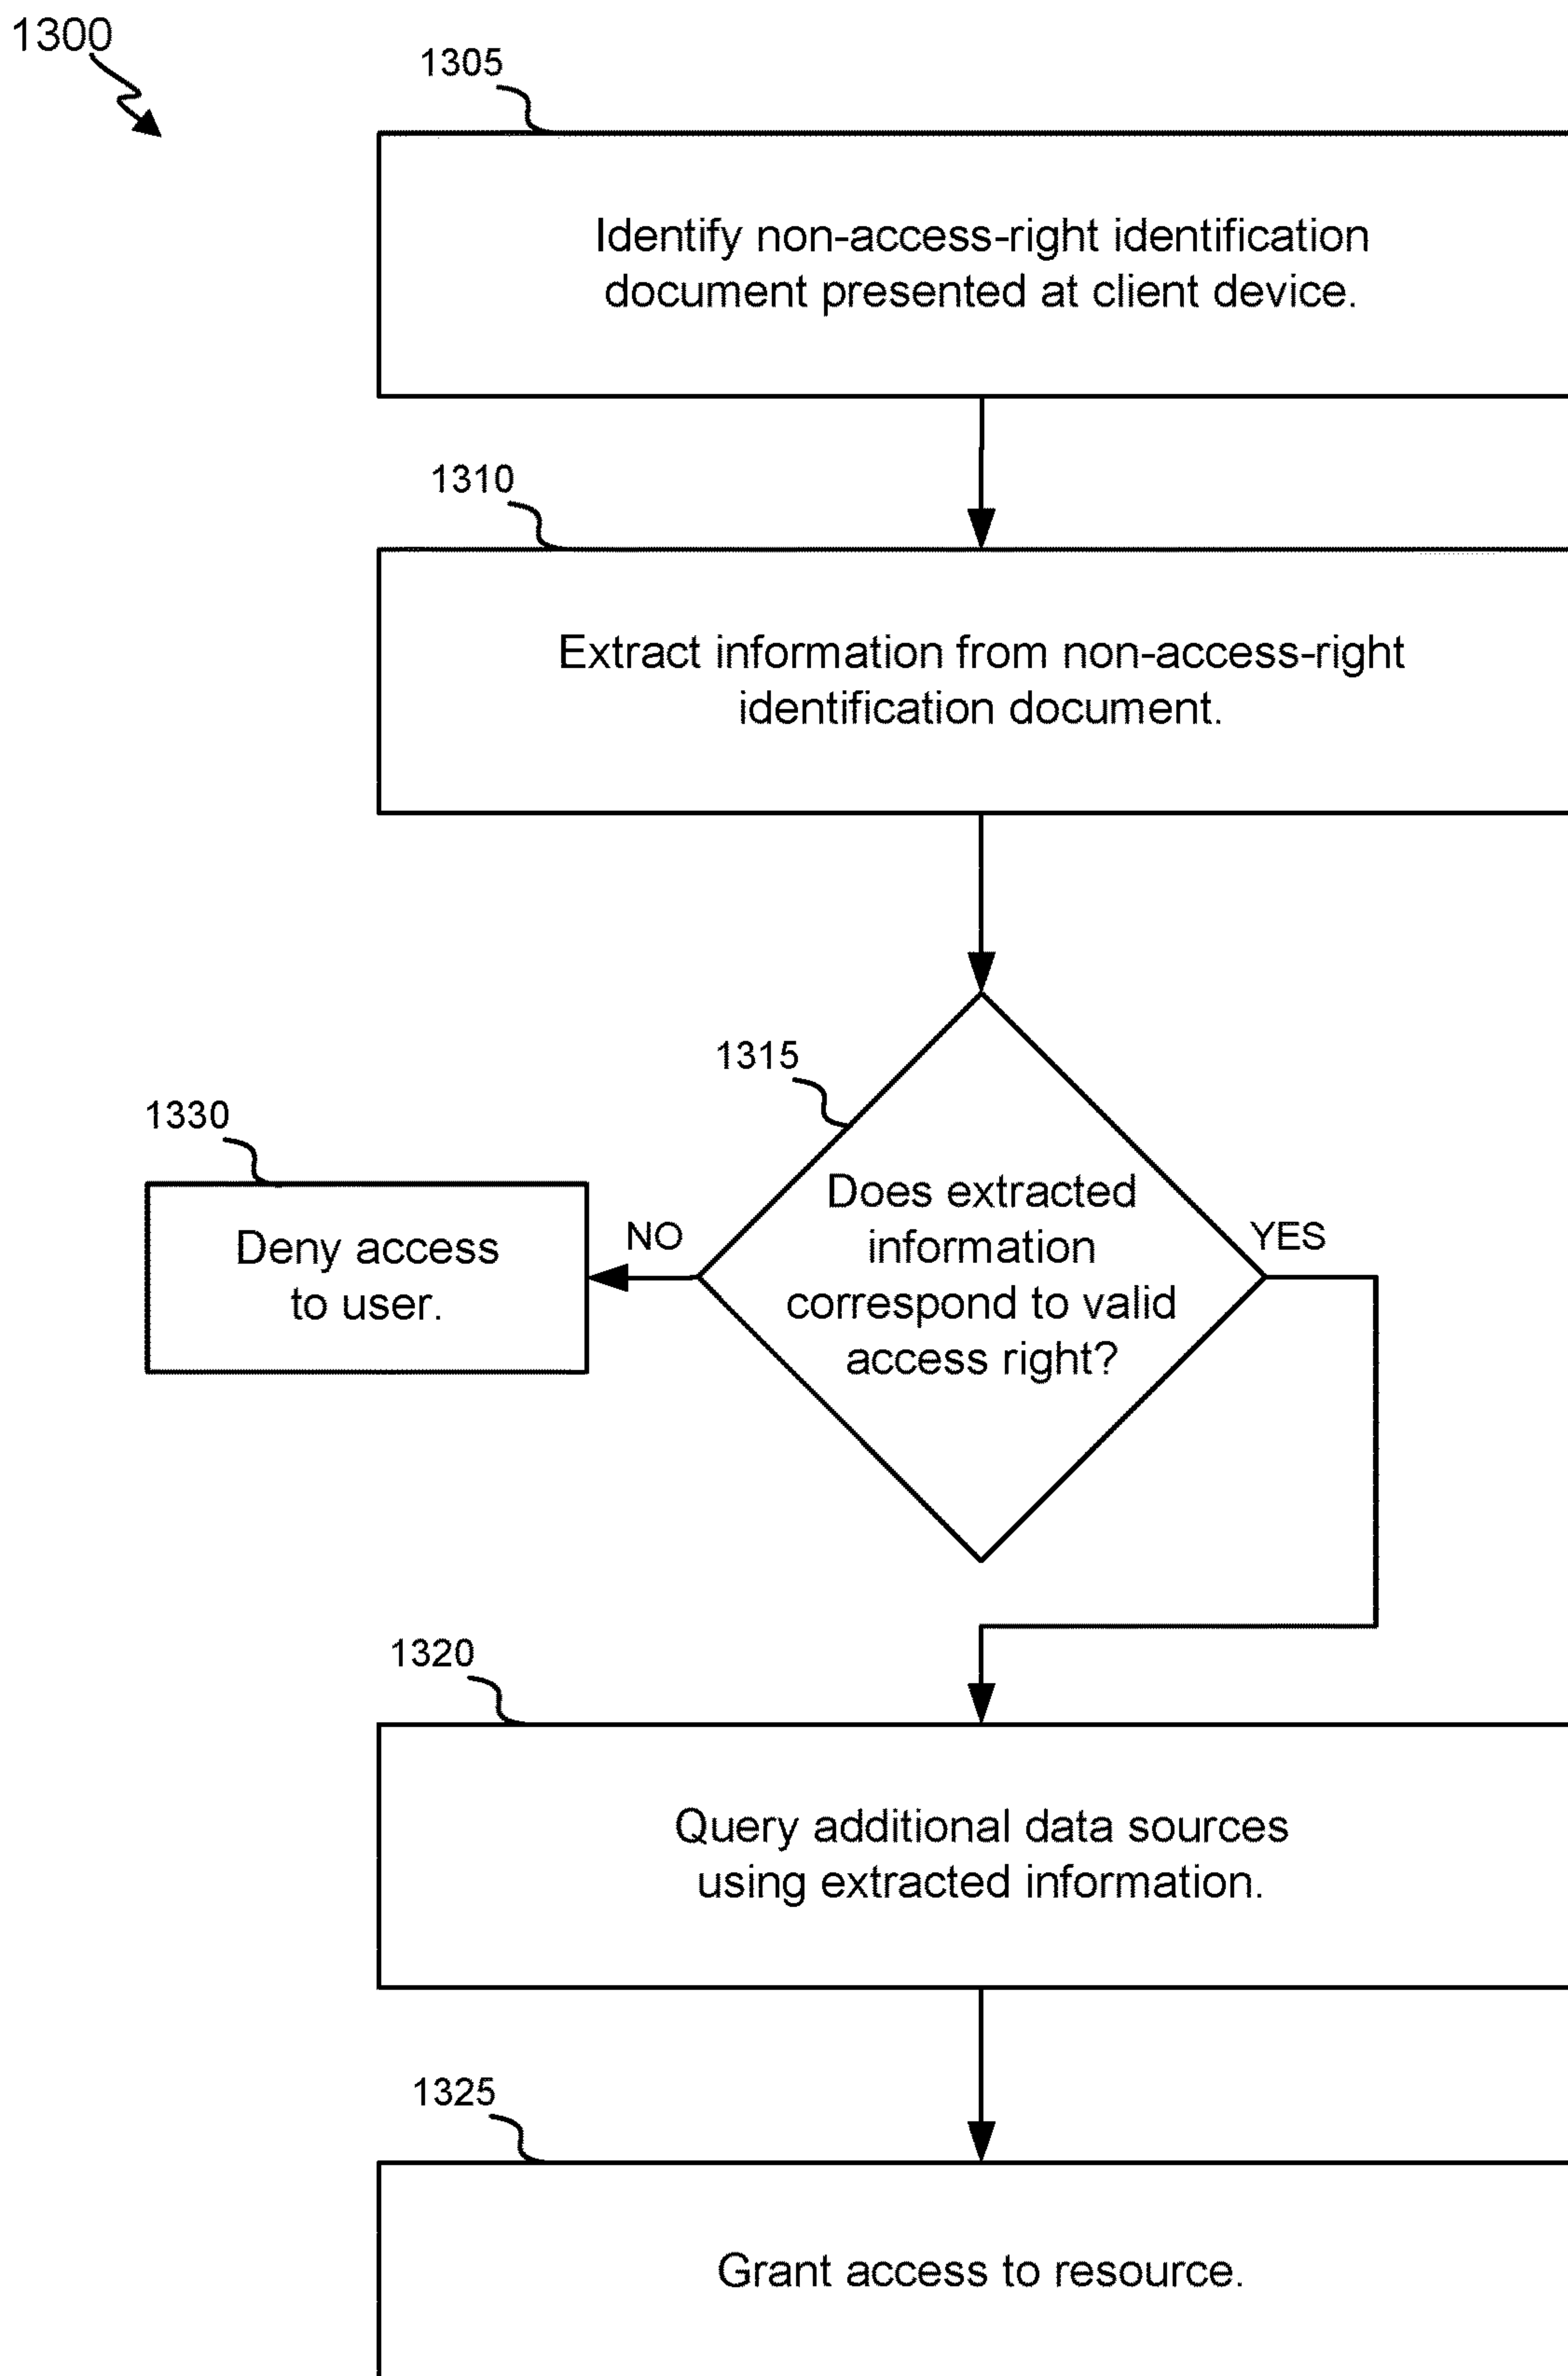 1300
1305
Identify non-access-right identification
document presented at client device.
1310
Extract information from non-access-right
identification document.
1315
1330
Does extracted
information
correspond to valid
access right?
NO
YES
Deny access
to user.
1320
Query additional data sources
using extracted information.
1325
Grant access to resource.